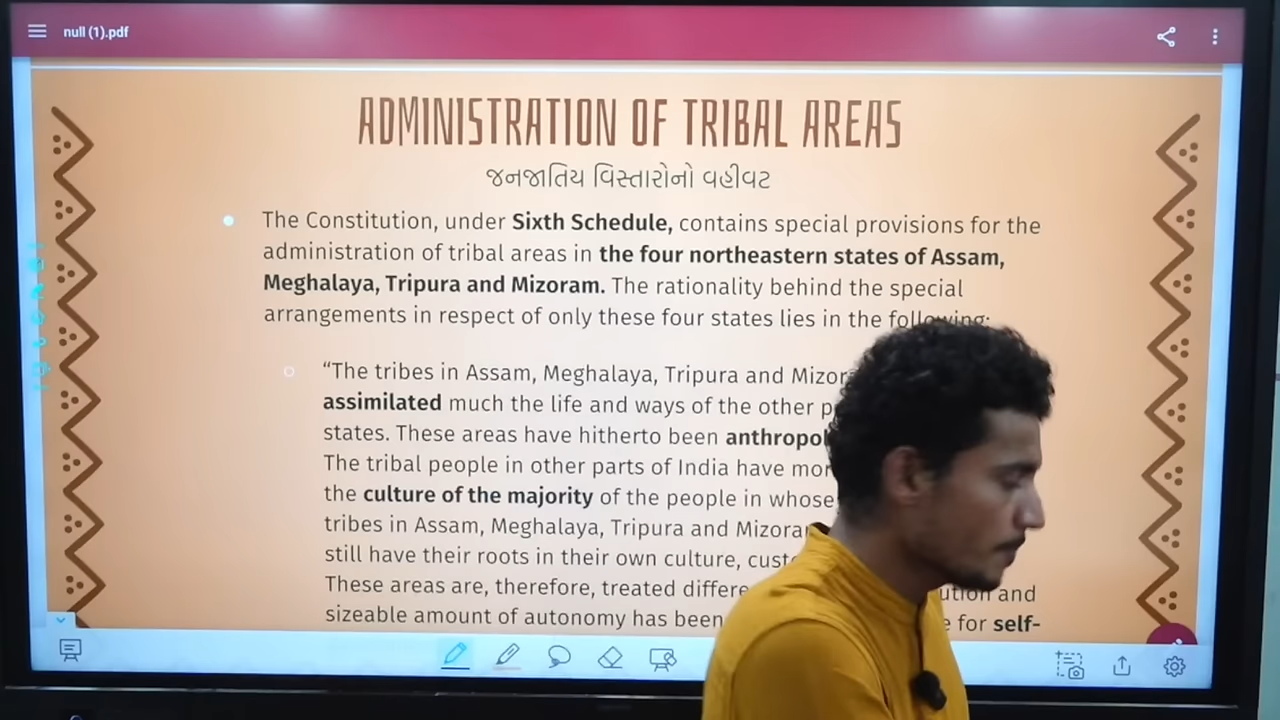 null (1).pdf
ADMINISTRATION OF TRIBAL AREAS
જનજાતિય વિસ્તારોનો વહીવટ
The Constitution, under Sixth Schedule, contains special provisions for the
administration of tribal areas in the four northeastern states of Assam,
Meghalaya, Tripura and Mizoram. The rationality behind the special
arrangements in respect of only these four states lies in the following:
“The tribes in Assam, Meghalaya, Tripura and
assimilated much the life and ways of the other
states. These areas have hitherto been
The tribal people in other parts of India have
the culture of the majority of the people in whose
tribes in Assam, Meghalaya, Tripura and
still have their roots in their own culture,
These areas are, therefore, treated and
sizeable amount of autonomy has been for self-